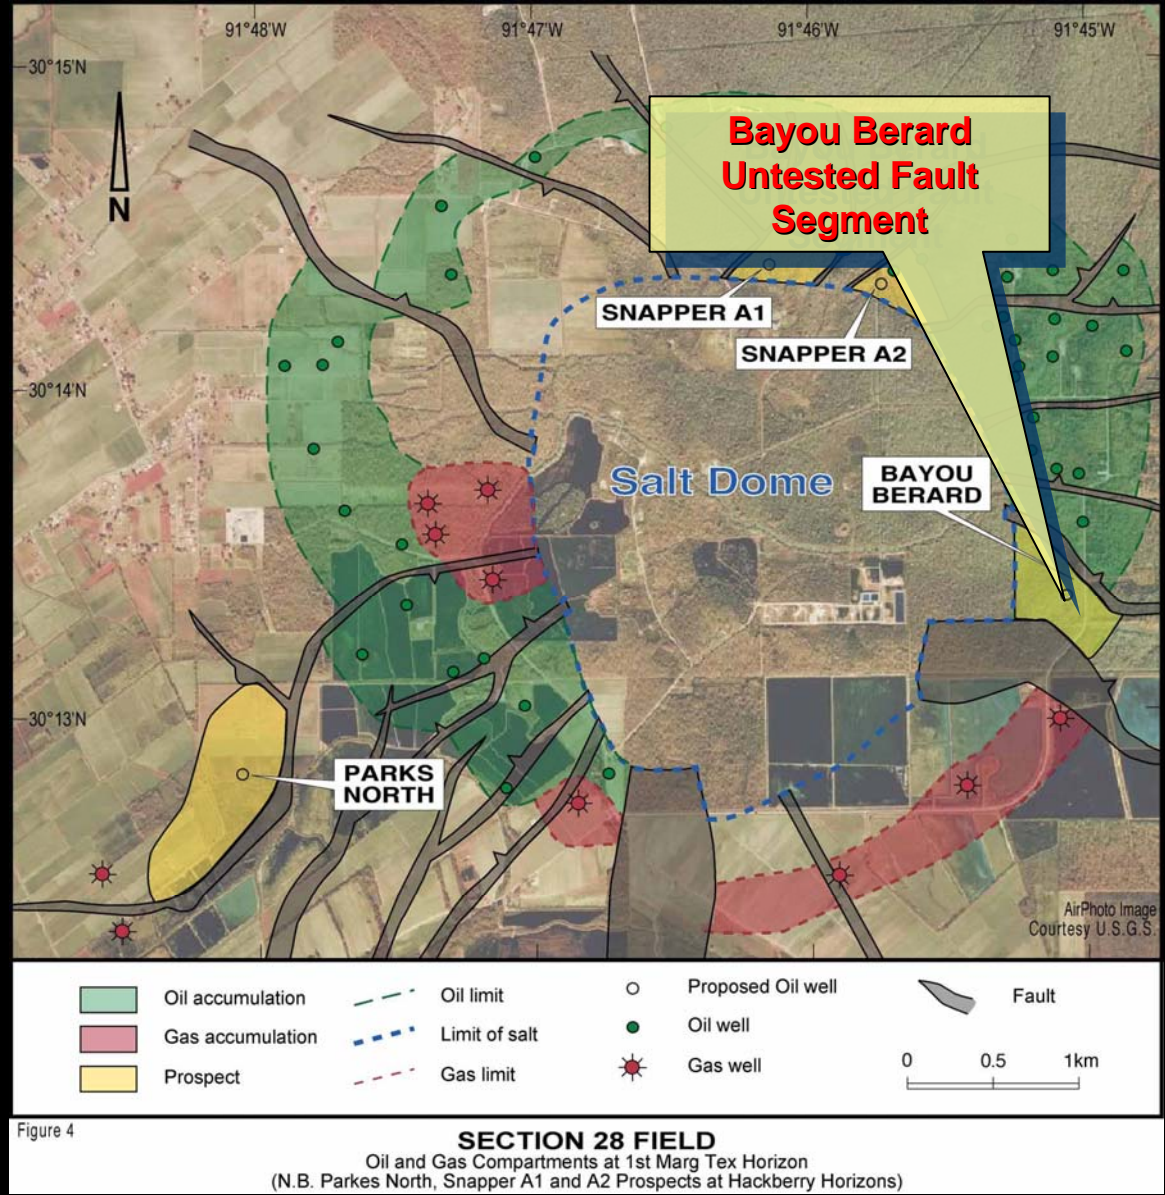 91°48'W
91°47'W
91°46'W
91°45'W
30°15'N
N
Bayou Berard
Untested Fault
Segment
SNAPPER A1
SNAPPER A2
30°14'N
Salt Dome
BAYOU
BERARD
30°13'N
PARKS
NORTH
AirPhoto Image
Courtesy U.S.G.S.
Oil accumulation
Gas accumulation
Prospect
Oil limit
Limit of salt
Gas limit
Proposed Oil well
Oil well
Gas well
Fault
0 0.5 1km
Figure 4
SECTION 28 FIELD
Oil and Gas Compartments at 1st Marg Tex Horizon
(N.B. Parkes North, Snapper A1 and A2 Prospects at Hackberry Horizons)